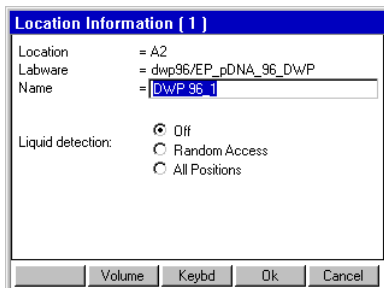 Location Information ( 1 )
Location = A2
Labware = dwp96/EP_pDNA_96_DWP
Name = DWP 96_1
Off
Liquid detection: Random Access
All Positions
Volume Keybd Ok Cancel